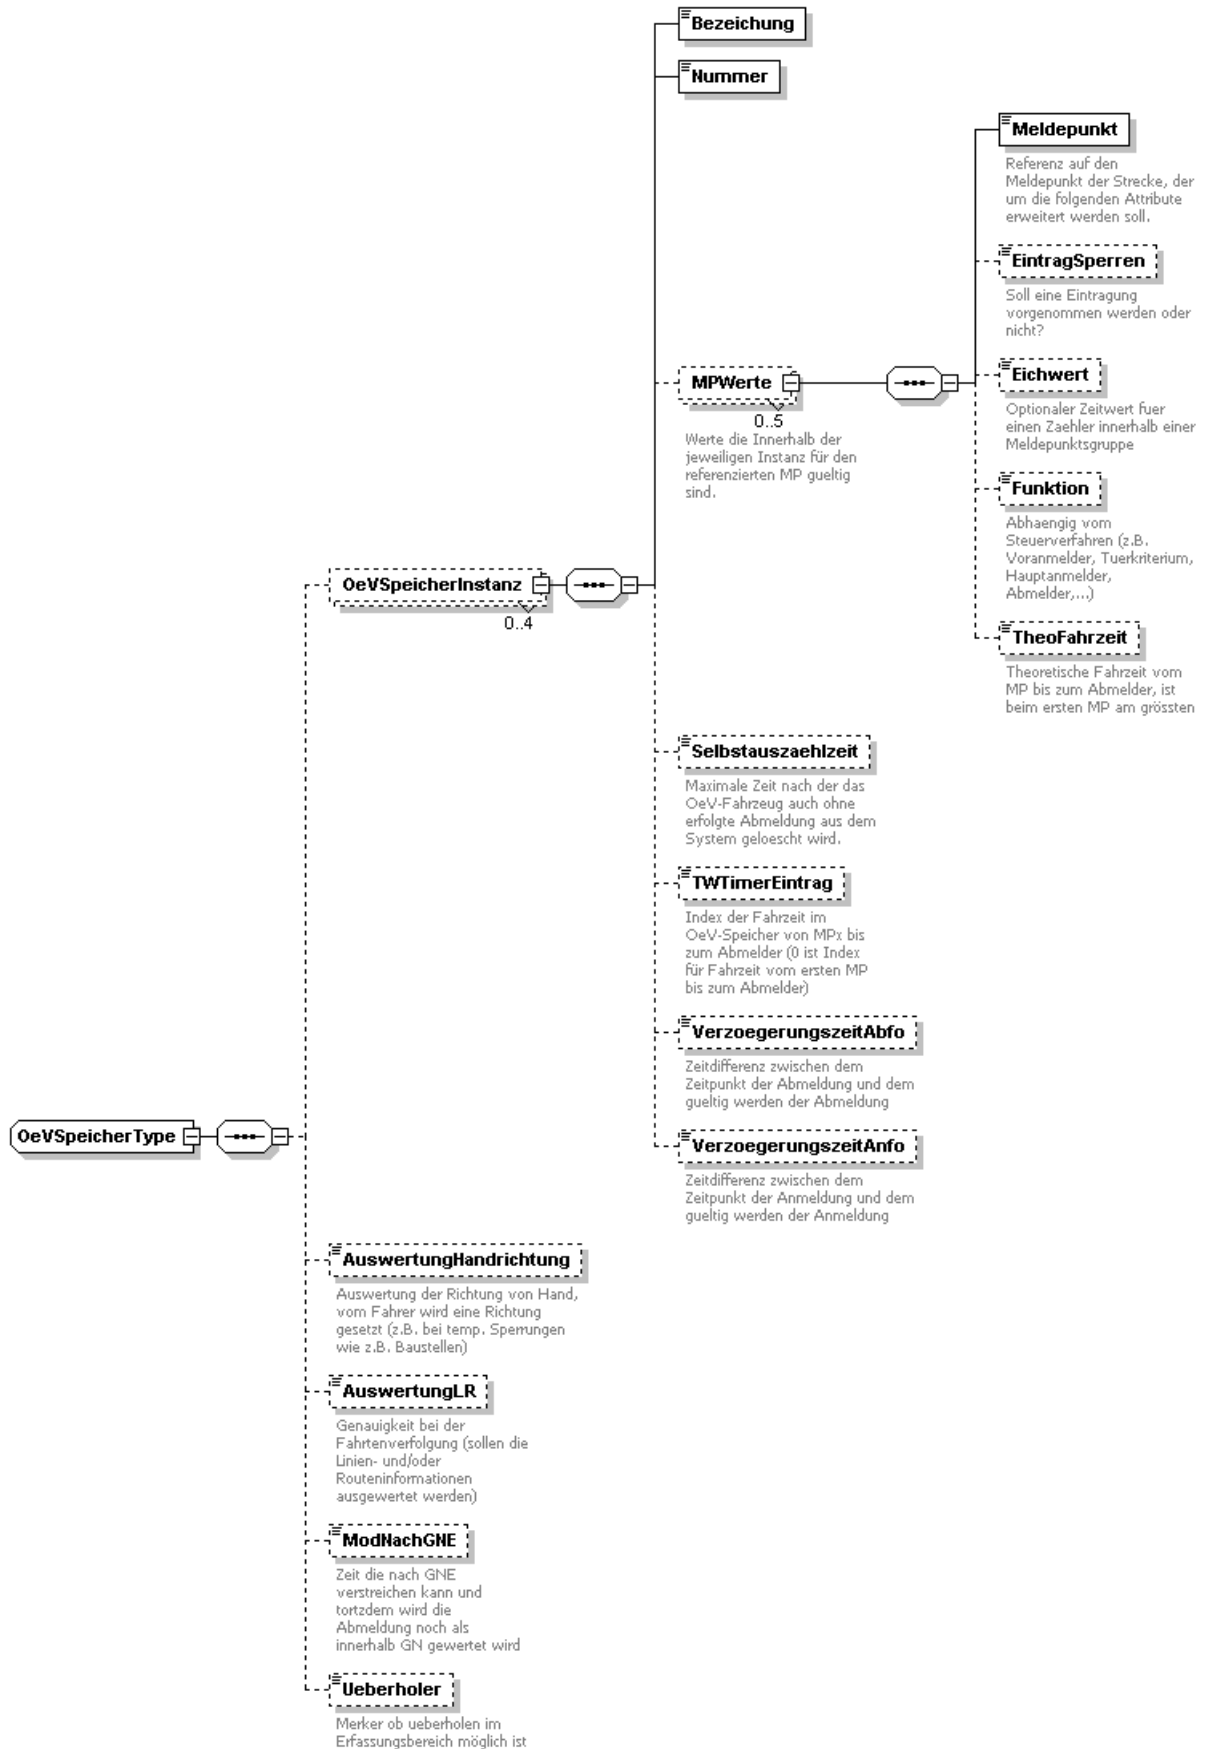 Bezeichung
Nummer
Meldepunkt
Referenz auf den
Meldepunkt der Strecke, der
um die folgenden Attribute
erweitert werden soll.
EintragSperren
Soll eine Eintragung
vorgenommen werden oder
nicht?
MPWerte
0..5
Werte die Innerhalb der
jeweiligen Instanz für den
referenzierten MP gueltig
sind.
Eichwert
Optionaler Zeitwert fuer
einen Zaehler innerhalb einer
Meldepunktsgruppe
Funktion
Abhaengig vom
Steuerverfahren (z.B.
Voranmelder, Tuerkriterium,
Hauptanmelder,
Abmelder,...)
TheoFahrzeit
Theoretische Fahrzeit vom
MP bis zum Abmelder, ist
beim ersten MP am grössten
OeVSpeicherInstanz
0..4
Selbstauszaehlzeit
Maximale Zeit nach der das
OeV-Fahrzeug auch ohne
erfolgte Abmeldung aus dem
System geloescht wird.
TWTimerEintrag
Index der Fahrzeit im
OeV-Speicher von MPx bis
zum Abmelder (0 ist Index
für Fahrzeit vom ersten MP
bis zum Abmelder)
VerzoegerungszeitAbfo
Zeitdifferenz zwischen dem
Zeitpunkt der Abmeldung und dem
gueltig werden der Abmeldung
VerzoegerungszeitAnfo
Zeitdifferenz zwischen dem
Zeitpunkt der Anmeldung und dem
gueltig werden der Anmeldung
OeVSpeicherType
AuswertungHandrichtung
Auswertung der Richtung von Hand,
vom Fahrer wird eine Richtung
gesetzt (z.B. bei temp. Sperrungen
wie z.B. Baustellen)
AuswertungLR
Genauigkeit bei der
Fahrtenverfolgung (sollen die
Linien- und/oder
Routeninformationen
ausgewertet werden)
ModNachGNE
Zeit die nach GNE
verstreichen kann und
tortzdem wird die
Abmeldung noch als
innerhalb GN gewertet wird
Ueberholer
Merker ob ueberholen im
Erfassungsbereich möglich ist